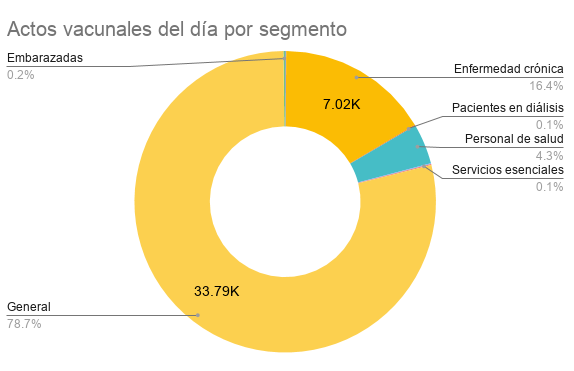 Actos vacunales del día por segmento
Embarazadas
0.2%
Enfermedad crónica
16.4%
7.02K
Pacientes en diálisis
0.1%
Personal de salud
4.3%
Servicios esenciales
0.1%
33.79K
General
78.7%